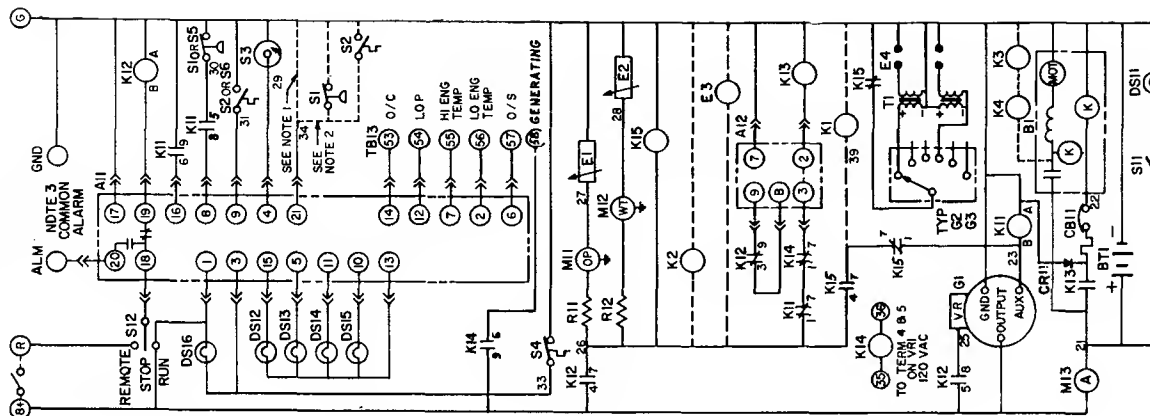 G
GND
NOTE 3
COMMON
ALARM
ALM
R
B+
A11
17
19
16
8
9
4
21
20
18
1
3
15
5
11
10
13
14
12
7
2
6
K12
A
B
K11
6 9
S1 OR S5
30
K11
8 5
S2 OR S6
31
S3
29
SEE NOTE 1
34
SEE
NOTE 2
S1
S2
TB13
53
O/C
54
LOP
55
HI ENG
TEMP
56
LO ENG
TEMP
57
O/S
58
GENERATING
REMOTE
STOP
RUN
S12
DS16
DS13
DS12
DS14
DS15
K14
9 6
S4
33
E1
27
M11
OP
R11
26
K12
4 7
E2
28
M12
WT
R12
K15
K2
E3
A12
7
2
9
8
3
K13
K12
3 9
K14
1 7
K11
1 7
K1
39
K15
4 7
K15
1 7
K15
E4
T1
- +
- +
TYP
G2
G3
K14
35
36
TO TERM 4 & 5
ON VR1
120 VAC
K12
5 8
VR
25
G1
GND
OUTPUT
AUX
23
K11
A
B
K3
K4
MOT
B1
K
K
22
CB11
CR11
K13
21
M13
A
BT1
-
+
DS11
S11